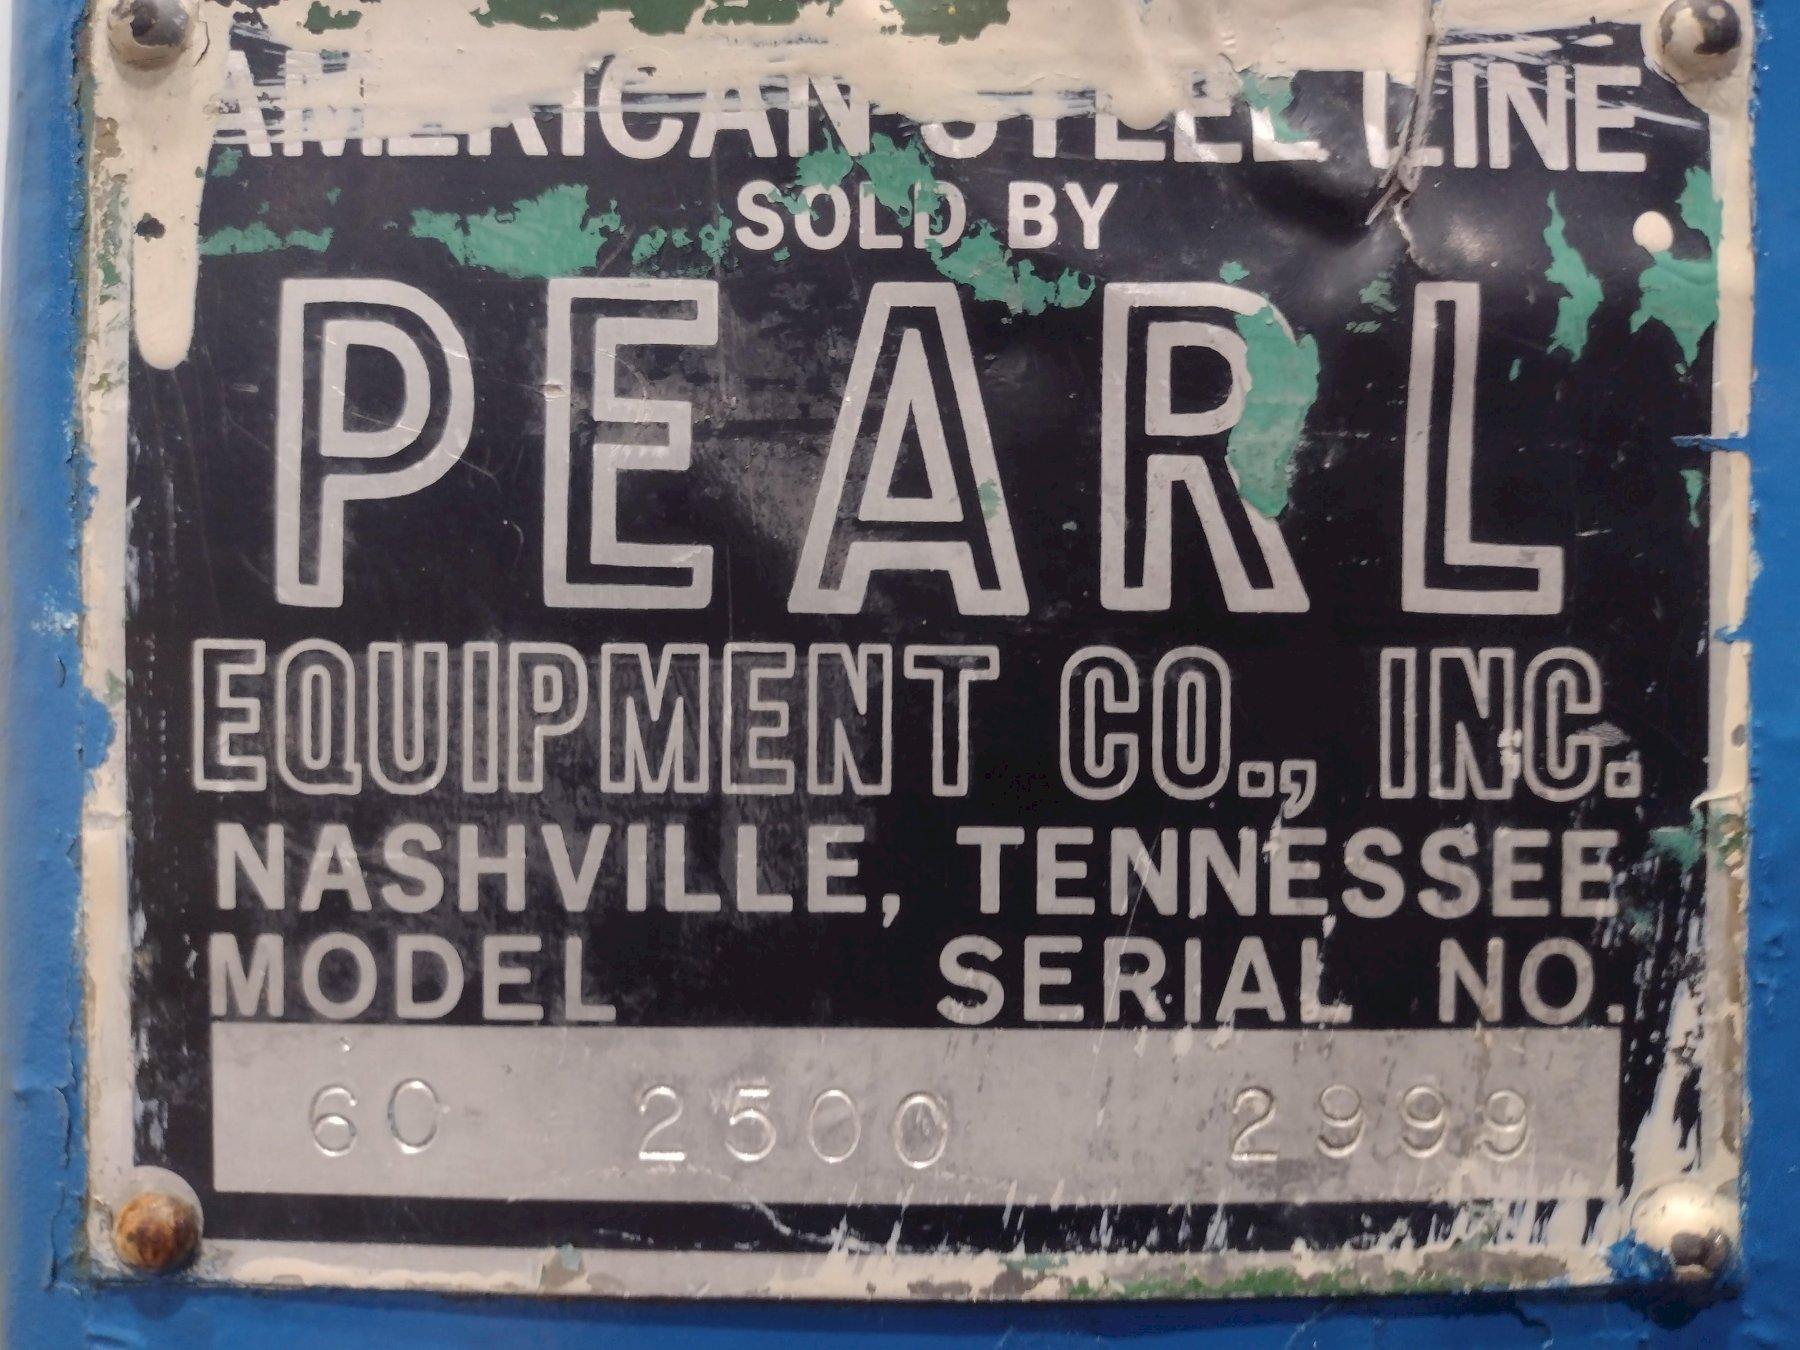 AMERICAN STEEL LINE
SOLD BY
PEARL
EQUIPMENT CO., INC.
NASHVILLE, TENNESSEE
MODEL SERIAL NO.
60 2500 2999